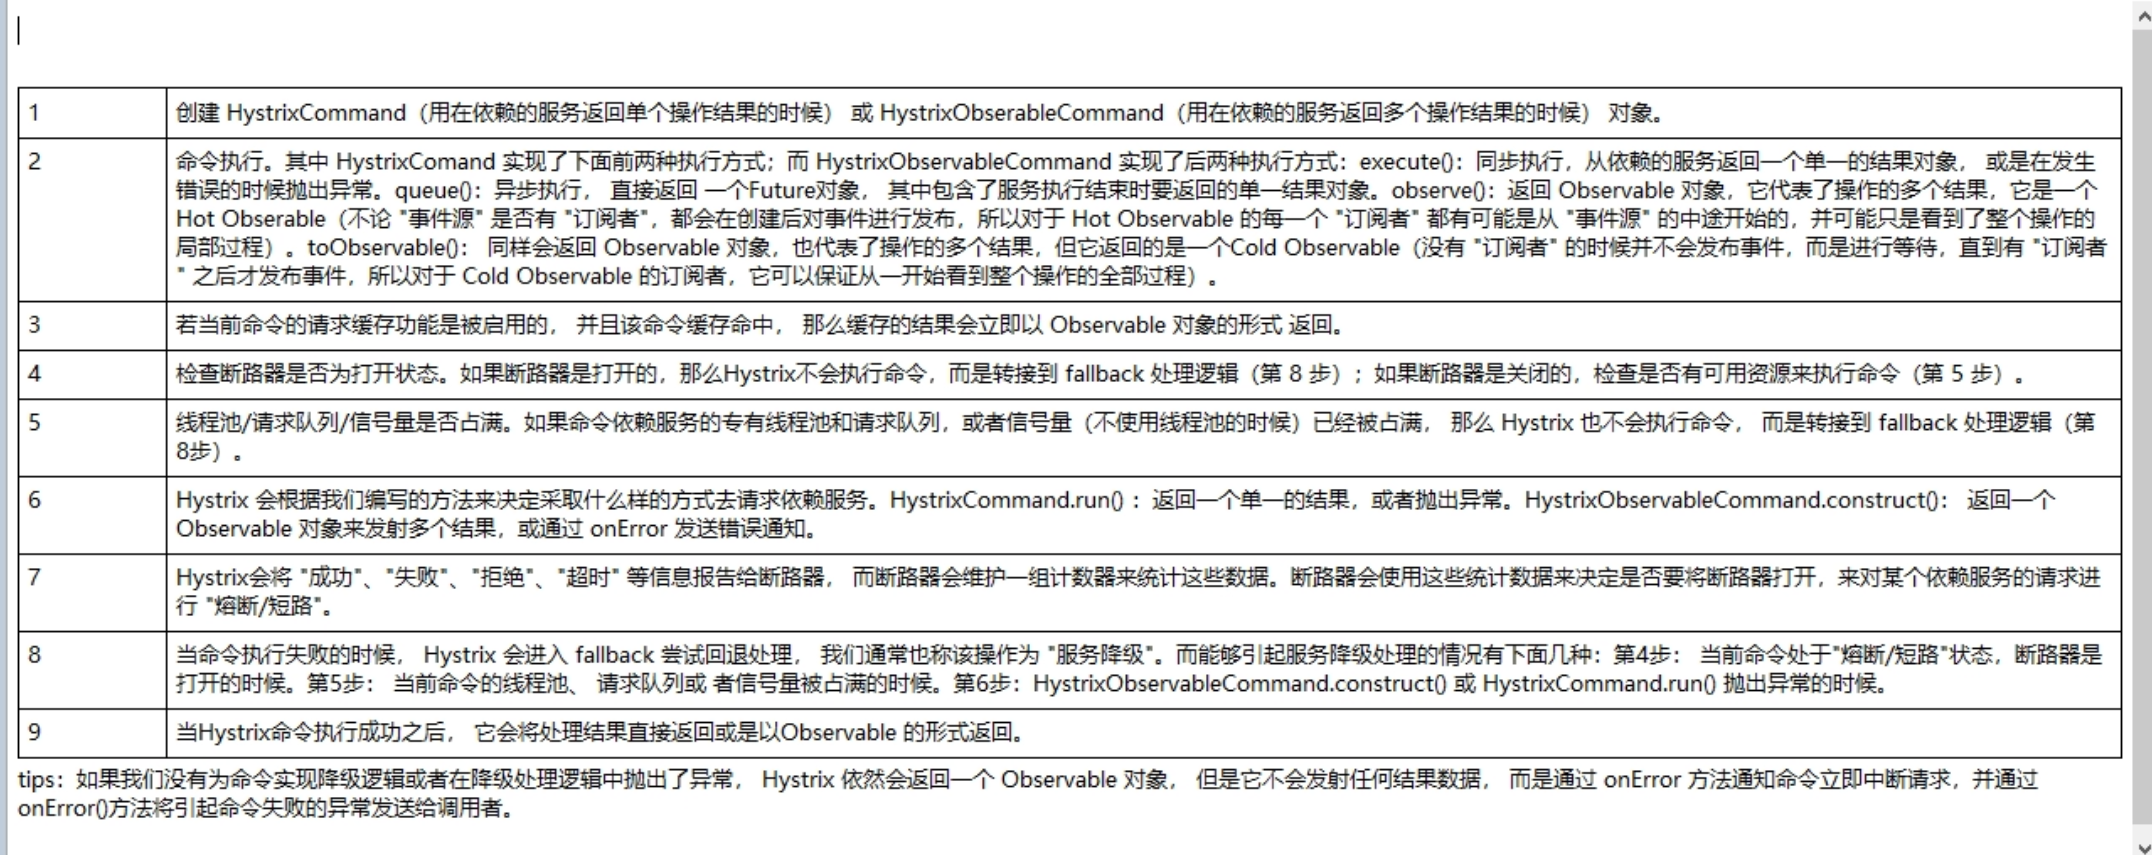 1 创建 HystrixCommand（用在依赖的服务返回单个操作结果的时候） 或 HystrixObserableCommand（用在依赖的服务返回多个操作结果的时候） 对象。
2 命令执行。其中 HystrixComand 实现了下面前两种执行方式；而 HystrixObservableCommand 实现了后两种执行方式：execute()：同步执行，从依赖的服务返回一个单一的结果对象， 或是在发生
错误的时候抛出异常。queue()：异步执行， 直接返回 一个Future对象， 其中包含了服务执行结束时要返回的单一结果对象。observe()：返回 Observable 对象，它代表了操作的多个结果，它是一个
Hot Obserable（不论 "事件源" 是否有 "订阅者"，都会在创建后对事件进行发布，所以对于 Hot Observable 的每一个 "订阅者" 都有可能是从 "事件源" 的中途开始的，并可能只是看到了整个操作的
局部过程）。toObservable()： 同样会返回 Observable 对象，也代表了操作的多个结果，但它返回的是一个Cold Observable（没有 "订阅者" 的时候并不会发布事件，而是进行等待，直到有 "订阅者
" 之后才发布事件，所以对于 Cold Observable 的订阅者，它可以保证从一开始看到整个操作的全部过程）。
3 若当前命令的请求缓存功能是被启用的， 并且该命令缓存命中， 那么缓存的结果会立即以 Observable 对象的形式 返回。
4 检查断路器是否为打开状态。如果断路器是打开的，那么Hystrix不会执行命令，而是转接到 fallback 处理逻辑（第 8 步）；如果断路器是关闭的，检查是否有可用资源来执行命令（第 5 步）。
5 线程池/请求队列/信号量是否占满。如果命令依赖服务的专有线程池和请求队列，或者信号量（不使用线程池的时候）已经被占满， 那么 Hystrix 也不会执行命令， 而是转接到 fallback 处理逻辑（第
8步）。
6 Hystrix 会根据我们编写的方法来决定采取什么样的方式去请求依赖服务。HystrixCommand.run() ：返回一个单一的结果，或者抛出异常。HystrixObservableCommand.construct()： 返回一个
Observable 对象来发射多个结果，或通过 onError 发送错误通知。
7 Hystrix会将 "成功"、"失败"、"拒绝"、"超时" 等信息报告给断路器， 而断路器会维护一组计数器来统计这些数据。断路器会使用这些统计数据来决定是否要将断路器打开，来对某个依赖服务的请求进
行 "熔断/短路"。
8 当命令执行失败的时候， Hystrix 会进入 fallback 尝试回退处理， 我们通常也称该操作为 "服务降级"。而能够引起服务降级处理的情况有下面几种：第4步： 当前命令处于"熔断/短路"状态，断路器是
打开的时候。第5步： 当前命令的线程池、 请求队列或 者信号量被占满的时候。第6步：HystrixObservableCommand.construct() 或 HystrixCommand.run() 抛出异常的时候。
9 当Hystrix命令执行成功之后， 它会将处理结果直接返回或是以Observable 的形式返回。
tips：如果我们没有为命令实现降级逻辑或者在降级处理逻辑中抛出了异常， Hystrix 依然会返回一个 Observable 对象， 但是它不会发射任何结果数据， 而是通过 onError 方法通知命令立即中断请求，并通过
onError()方法将引起命令失败的异常发送给调用者。